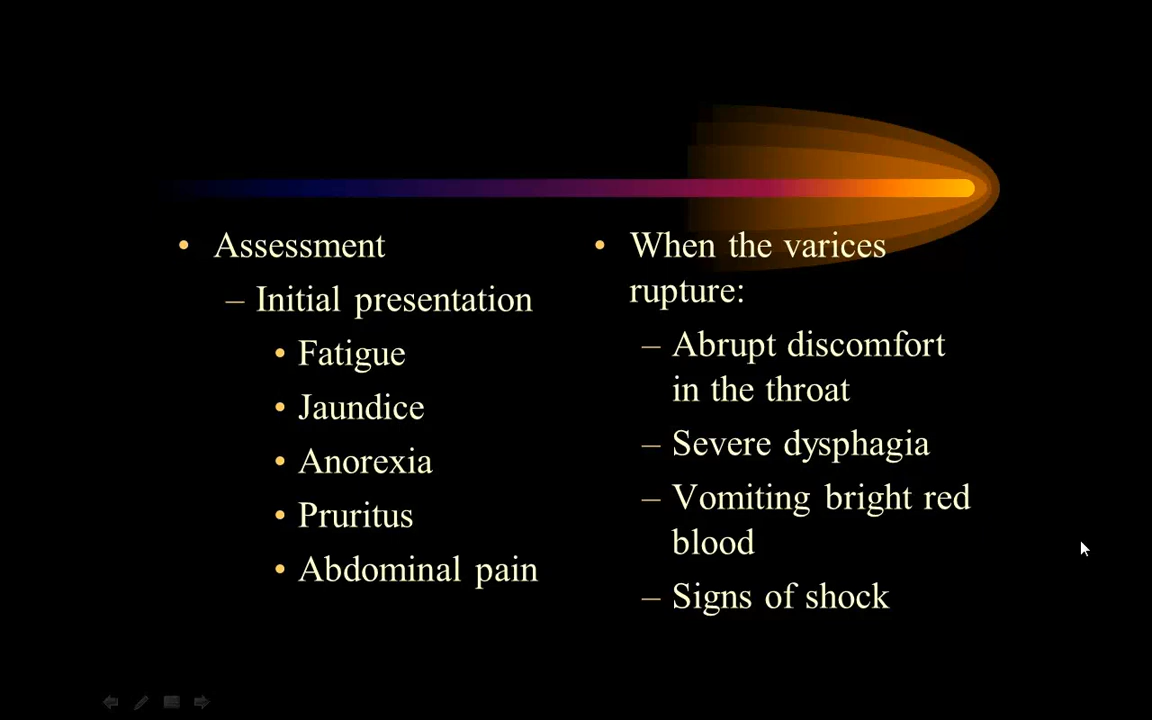 • Assessment
– Initial presentation
• Fatigue
• Jaundice
• Anorexia
• Pruritus
• Abdominal pain
• When the varices
rupture:
– Abrupt discomfort
in the throat
– Severe dysphagia
– Vomiting bright red
blood
– Signs of shock